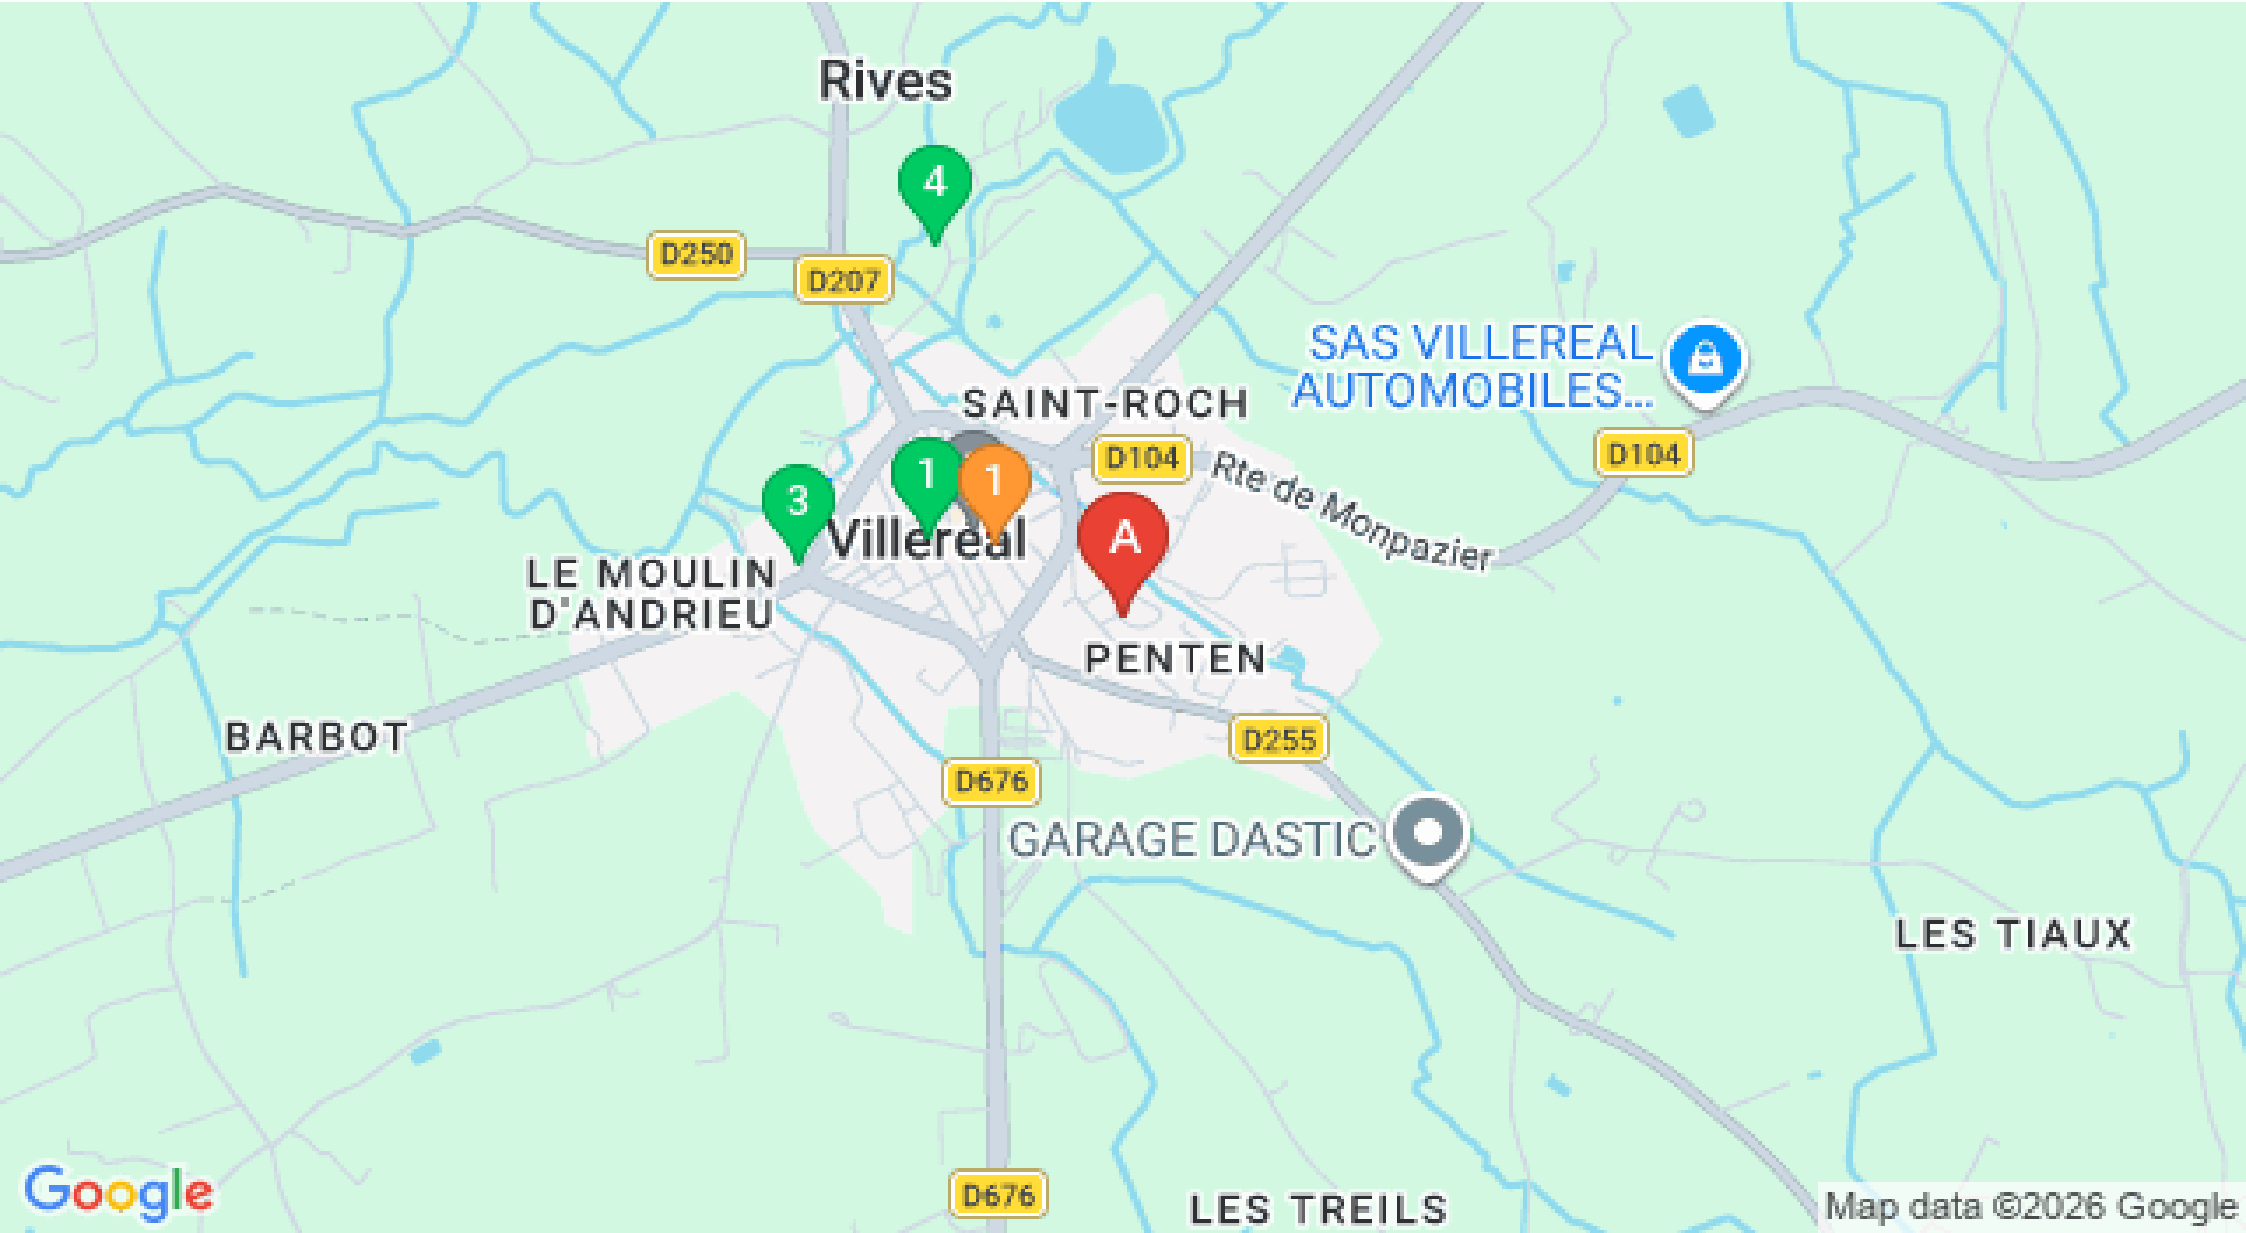 Rives
4
D250
D207
SAS VILLEREAL
AUTOMOBILES...
SAINT-ROCH
D104
D104
Rte de Monpazier
1
1
3
A
Villeréal
LE MOULIN
D'ANDRIEU
PENTEN
BARBOT
D255
D676
GARAGE DASTIC
LES TIAUX
D676
LES TREILS
Google
Map data ©2026 Google